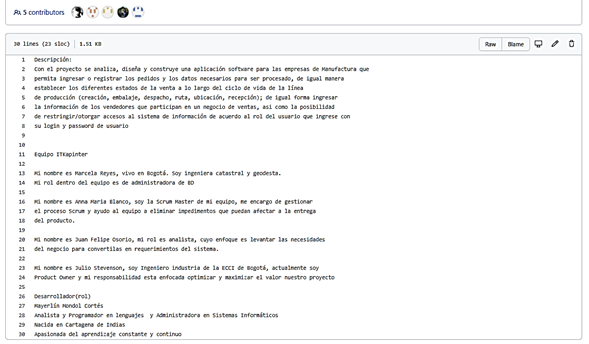 5 contributors
30 lines (23 sloc) 1.51 KB
Raw Blame
1 Descripción:
2 Con el proyecto se analiza, diseña y construye una aplicación software para las empresas de Manufactura que
3 permita ingresar o registrar los pedidos y los datos necesarios para ser procesado, de igual manera
4 establecer los diferentes estados de la venta a lo largo del ciclo de vida de la línea
5 de producción (creación, embalaje, despacho, ruta, ubicación, recepción); de igual forma ingresar
6 la información de los vendedores que participan en un negocio de ventas, asi como la posibilidad
7 de restringir/otorgar accesos al sistema de información de acuerdo al rol del usuario que ingrese con
8 su login y password de usuario
9
10
11 Equipo ITKapinter
12
13 Mi nombre es Marcela Reyes, vivo en Bogotá. Soy ingeniera catastral y geodesta.
14 Mi rol dentro del equipo es de administradora de BD
15
16 Mi nombre es Anna Maria Blanco, soy la Scrum Master de mi equipo, me encargo de gestionar
17 el proceso Scrum y ayudo al equipo a eliminar impedimentos que puedan afectar a la entrega
18 del producto.
19
20 Mi nombre es Juan Felipe Osorio, mi rol es analista, cuyo enfoque es levantar las necesidades
21 del negocio para convertilas en requerimientos del sistema.
22
23 Mi nombre es Julio Stevenson, soy Ingeniero industria de la ECCI de Bogotá, actualmente soy
24 Product Owner y mi responsabilidad esta enfocada optimizar y maximizar el valor nuestro proyecto
25
26 Desarrollador(rol)
27 Mayerlín Mondol Cortés
28 Analista y Programador en lenguajes y Administradora en Sistemas Informáticos
29 Nacida en Cartagena de Indias
30 Apasionada del aprendizaje constante y continuo